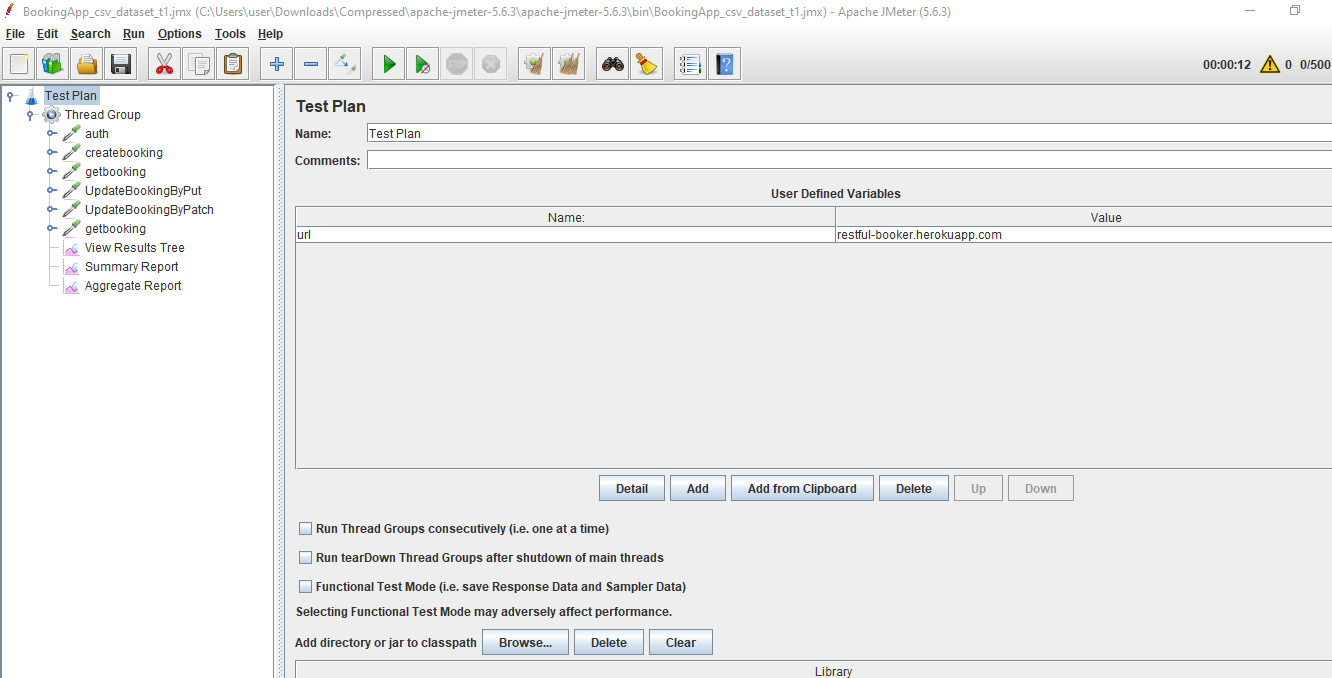 BookingApp_csv_dataset_t1.jmx (C:\Users\user\Downloads\Compressed\apache-jmeter-5.6.3\apache-jmeter-5.6.3\bin\BookingApp_csv_dataset_t1.jmx) - Apache JMeter (5.6.3)
File Edit Search Run Options Tools Help
STOP
00:00:12 0 0/500
Test Plan
Thread Group
auth
createbooking
getbooking
UpdateBookingByPut
UpdateBookingByPatch
getbooking
View Results Tree
Summary Report
Aggregate Report
Test Plan
Name: Test Plan
Comments:
User Defined Variables
Name: Value
url restful-booker.herokuapp.com
Detail Add Add from Clipboard Delete Up Down
Run Thread Groups consecutively (i.e. one at a time)
Run tearDown Thread Groups after shutdown of main threads
Functional Test Mode (i.e. save Response Data and Sampler Data)
Selecting Functional Test Mode may adversely affect performance.
Add directory or jar to classpath Browse... Delete Clear
Library